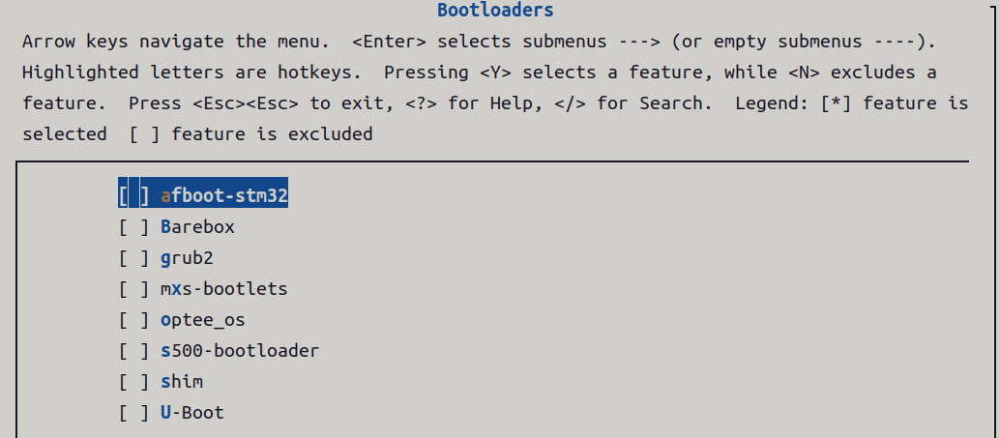 Bootloaders
Arrow keys navigate the menu.  <Enter> selects submenus ---> (or empty submenus ----).
Highlighted letters are hotkeys.  Pressing <Y> selects a feature, while <N> excludes a
feature.  Press <Esc><Esc> to exit, <?> for Help, </> for Search.  Legend: [*] feature is
selected  [ ] feature is excluded
[ ] afboot-stm32
[ ] Barebox
[ ] grub2
[ ] mxs-bootlets
[ ] optee_os
[ ] s500-bootloader
[ ] shim
[ ] U-Boot